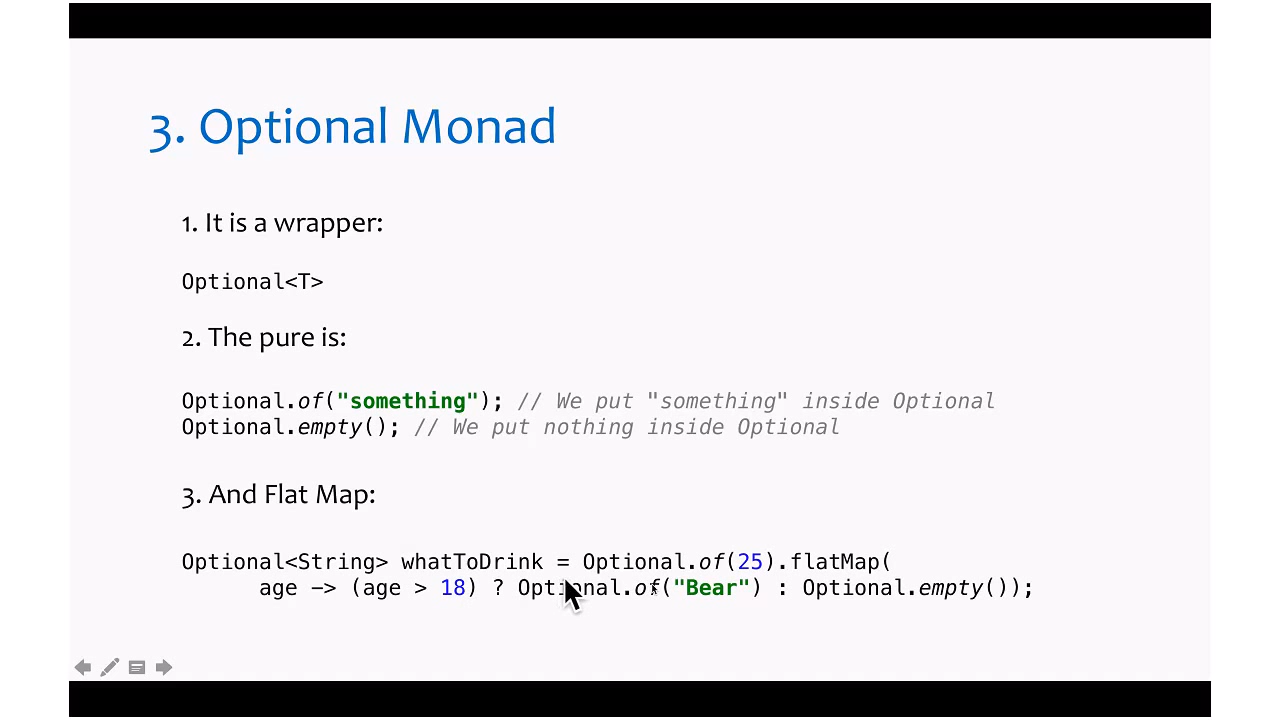 3. Optional Monad
1. It is a wrapper:
Optional<T>
2. The pure is:
Optional.of("something"); // We put "something" inside Optional
Optional.empty(); // We put nothing inside Optional
3. And Flat Map:
Optional<String> whatToDrink = Optional.of(25).flatMap(
age -> (age > 18) ? Optional.of("Bear") : Optional.empty());